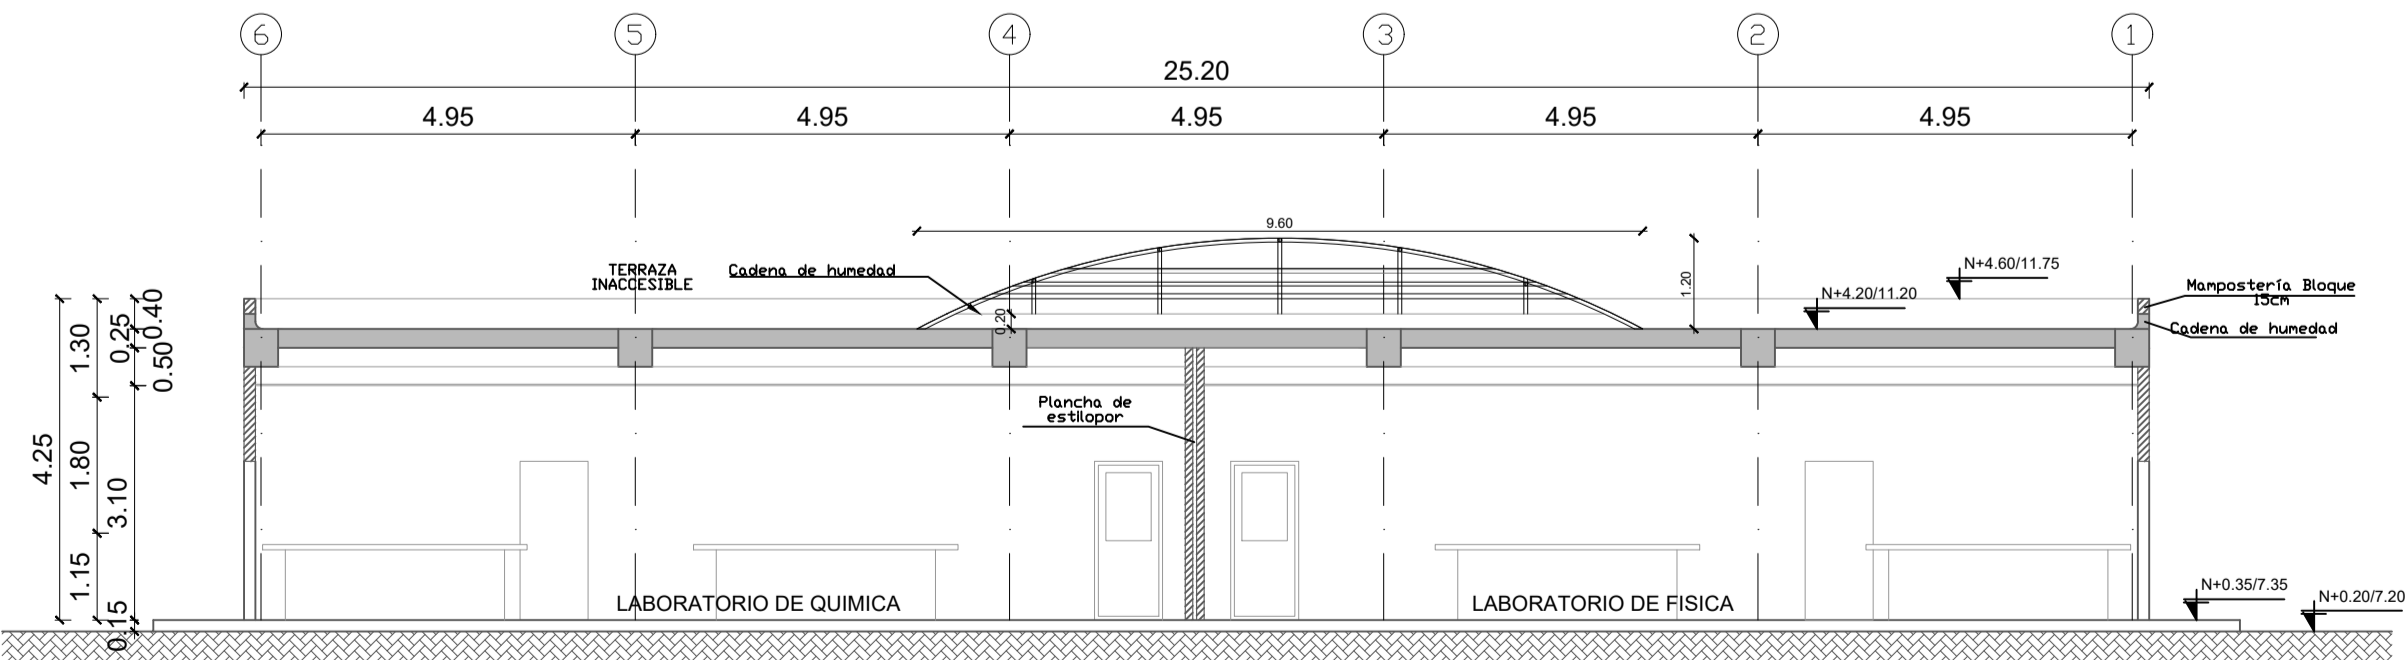 6 5 4 3 2 1
25.20
4.95 4.95 4.95 4.95 4.95
9.60
TERRAZA
INACCESIBLE
Cadena de humedad
1.20
0.20
N+4.60/11.75
N+4.20/11.20
Mampostería Bloque
15cm
Cadena de humedad
0.40
0.25
0.50
1.30
4.25
1.80
3.10
1.15
0.15
Plancha de
estilopor
LABORATORIO DE QUIMICA
LABORATORIO DE FISICA
N+0.35/7.35
N+0.20/7.20